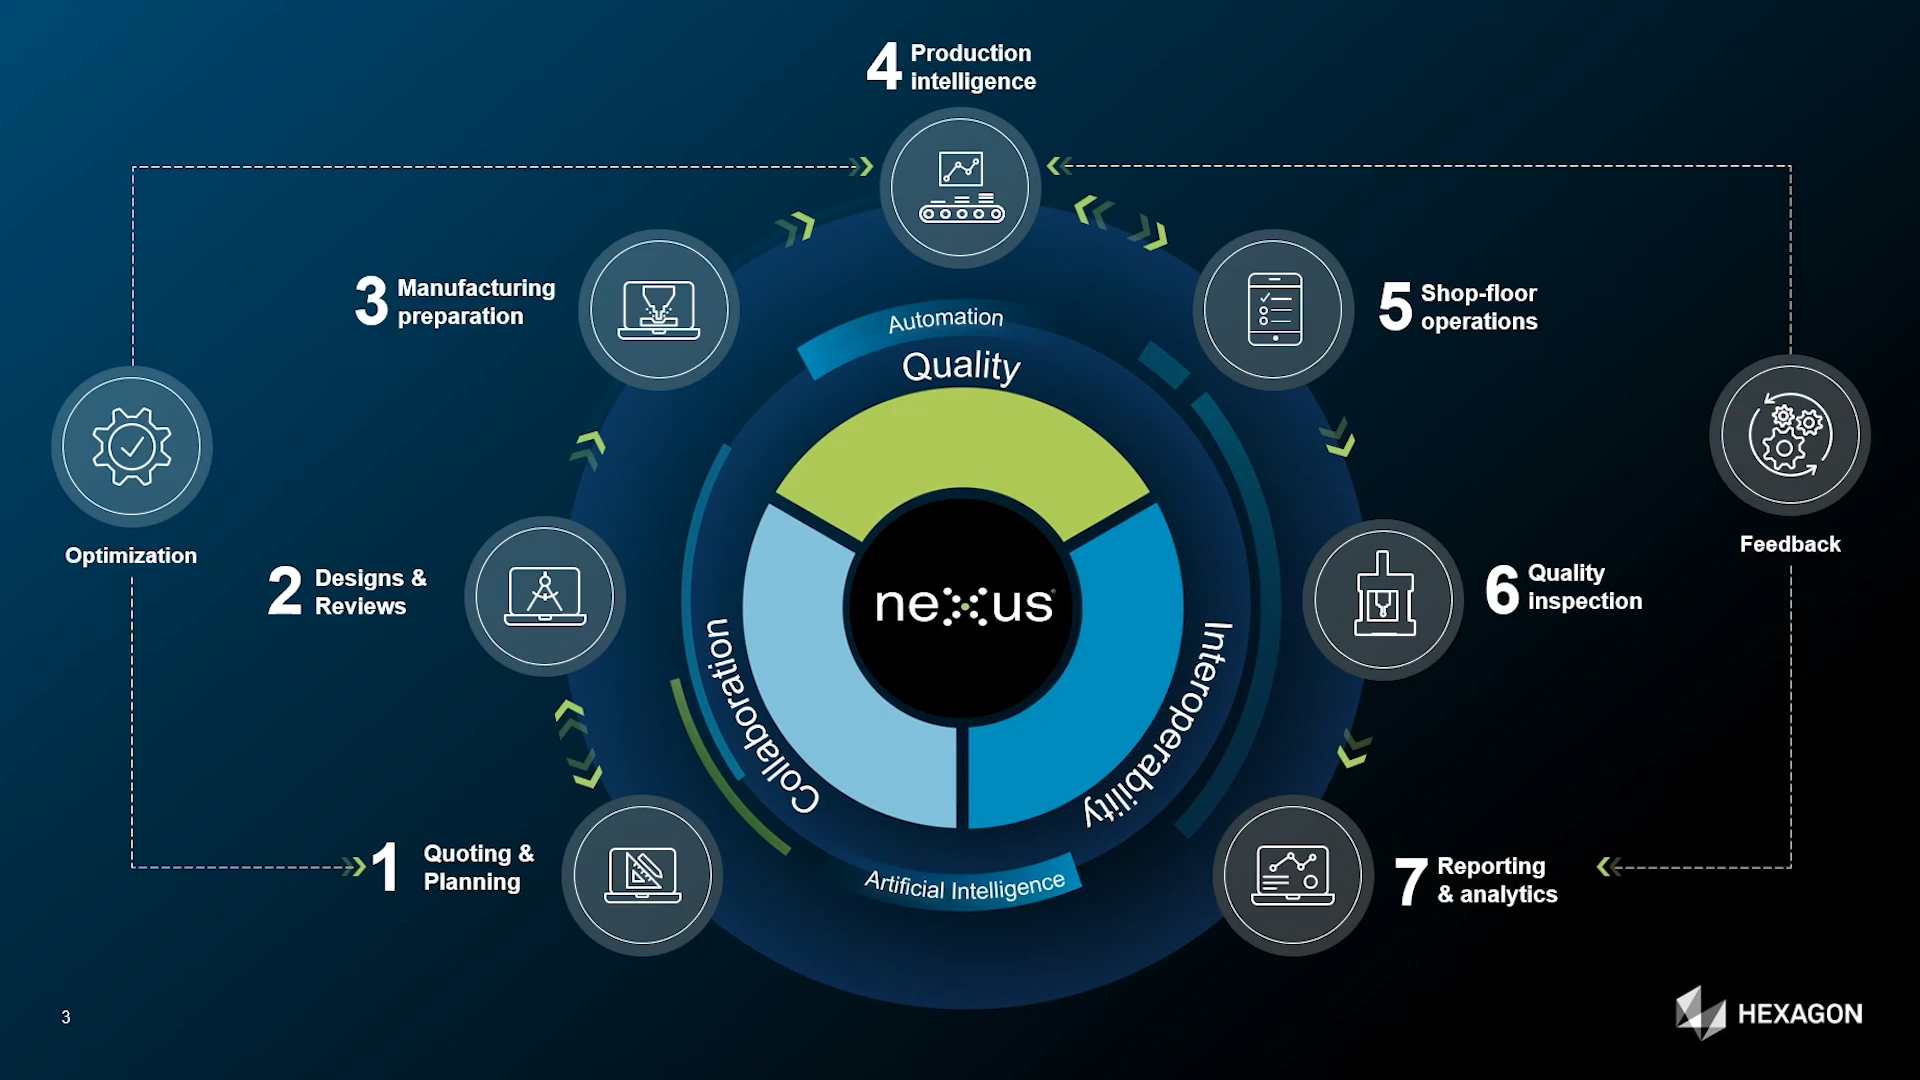 4 Production
intelligence
3 Manufacturing
preparation
5 Shop-floor
operations
Automation
Quality
Optimization
Feedback
2 Designs &
Reviews
6 Quality
inspection
nexus®
Collaboration
Interoperability
1 Quoting &
Planning
Artificial Intelligence
7 Reporting
& analytics
3
HEXAGON